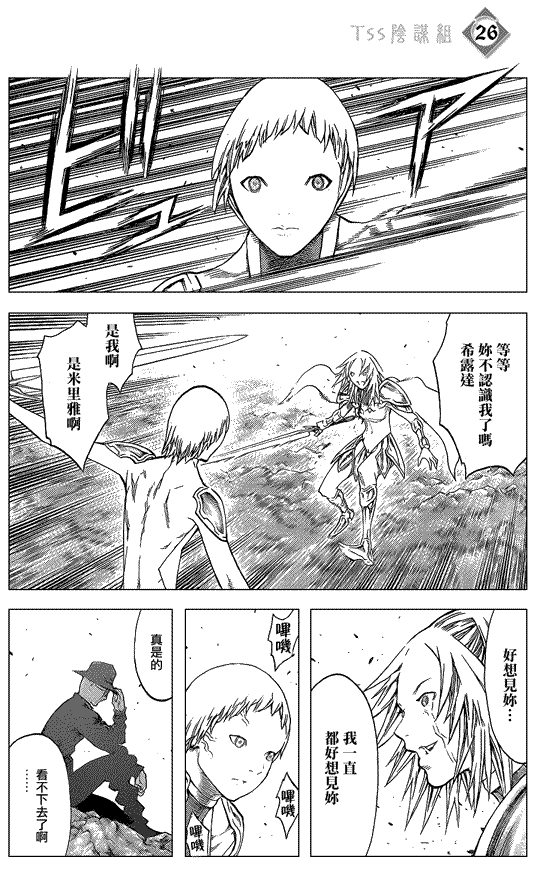 Tss陰謀組
26
ビュア
等等
妳不認識我了嗎
希露達
是我啊
是米里雅啊
好想見妳…
我一直
都好想見妳
嗶嘰
嗶嘰
嗶嘰
真是的
看不下去了啊
……